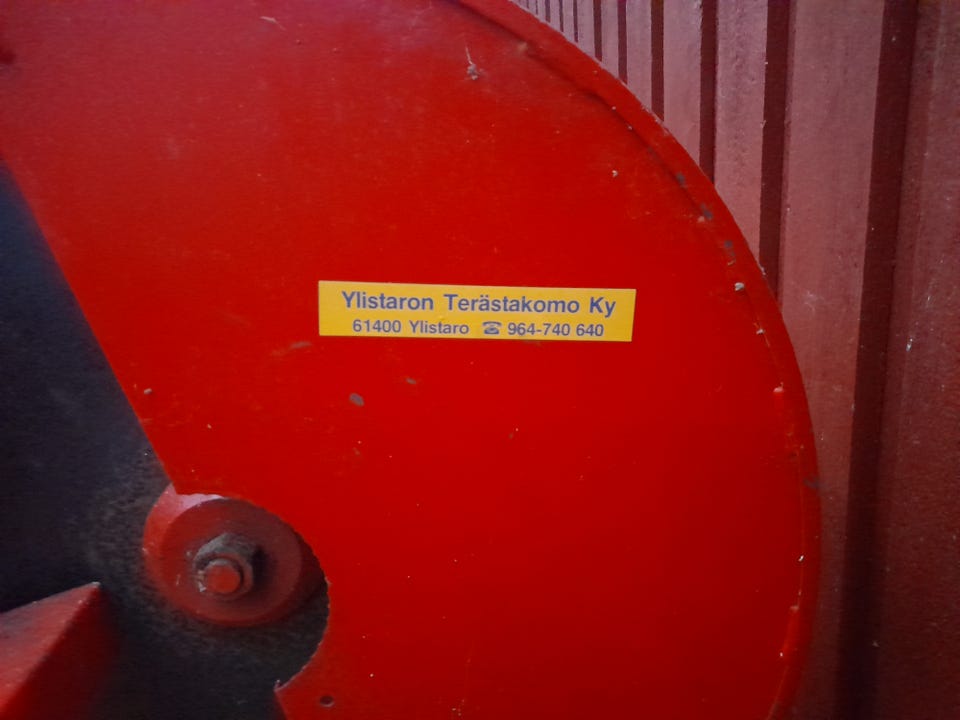 Ylistaron Terästakomo Ky
61400 Ylistaro ☎ 964-740 640